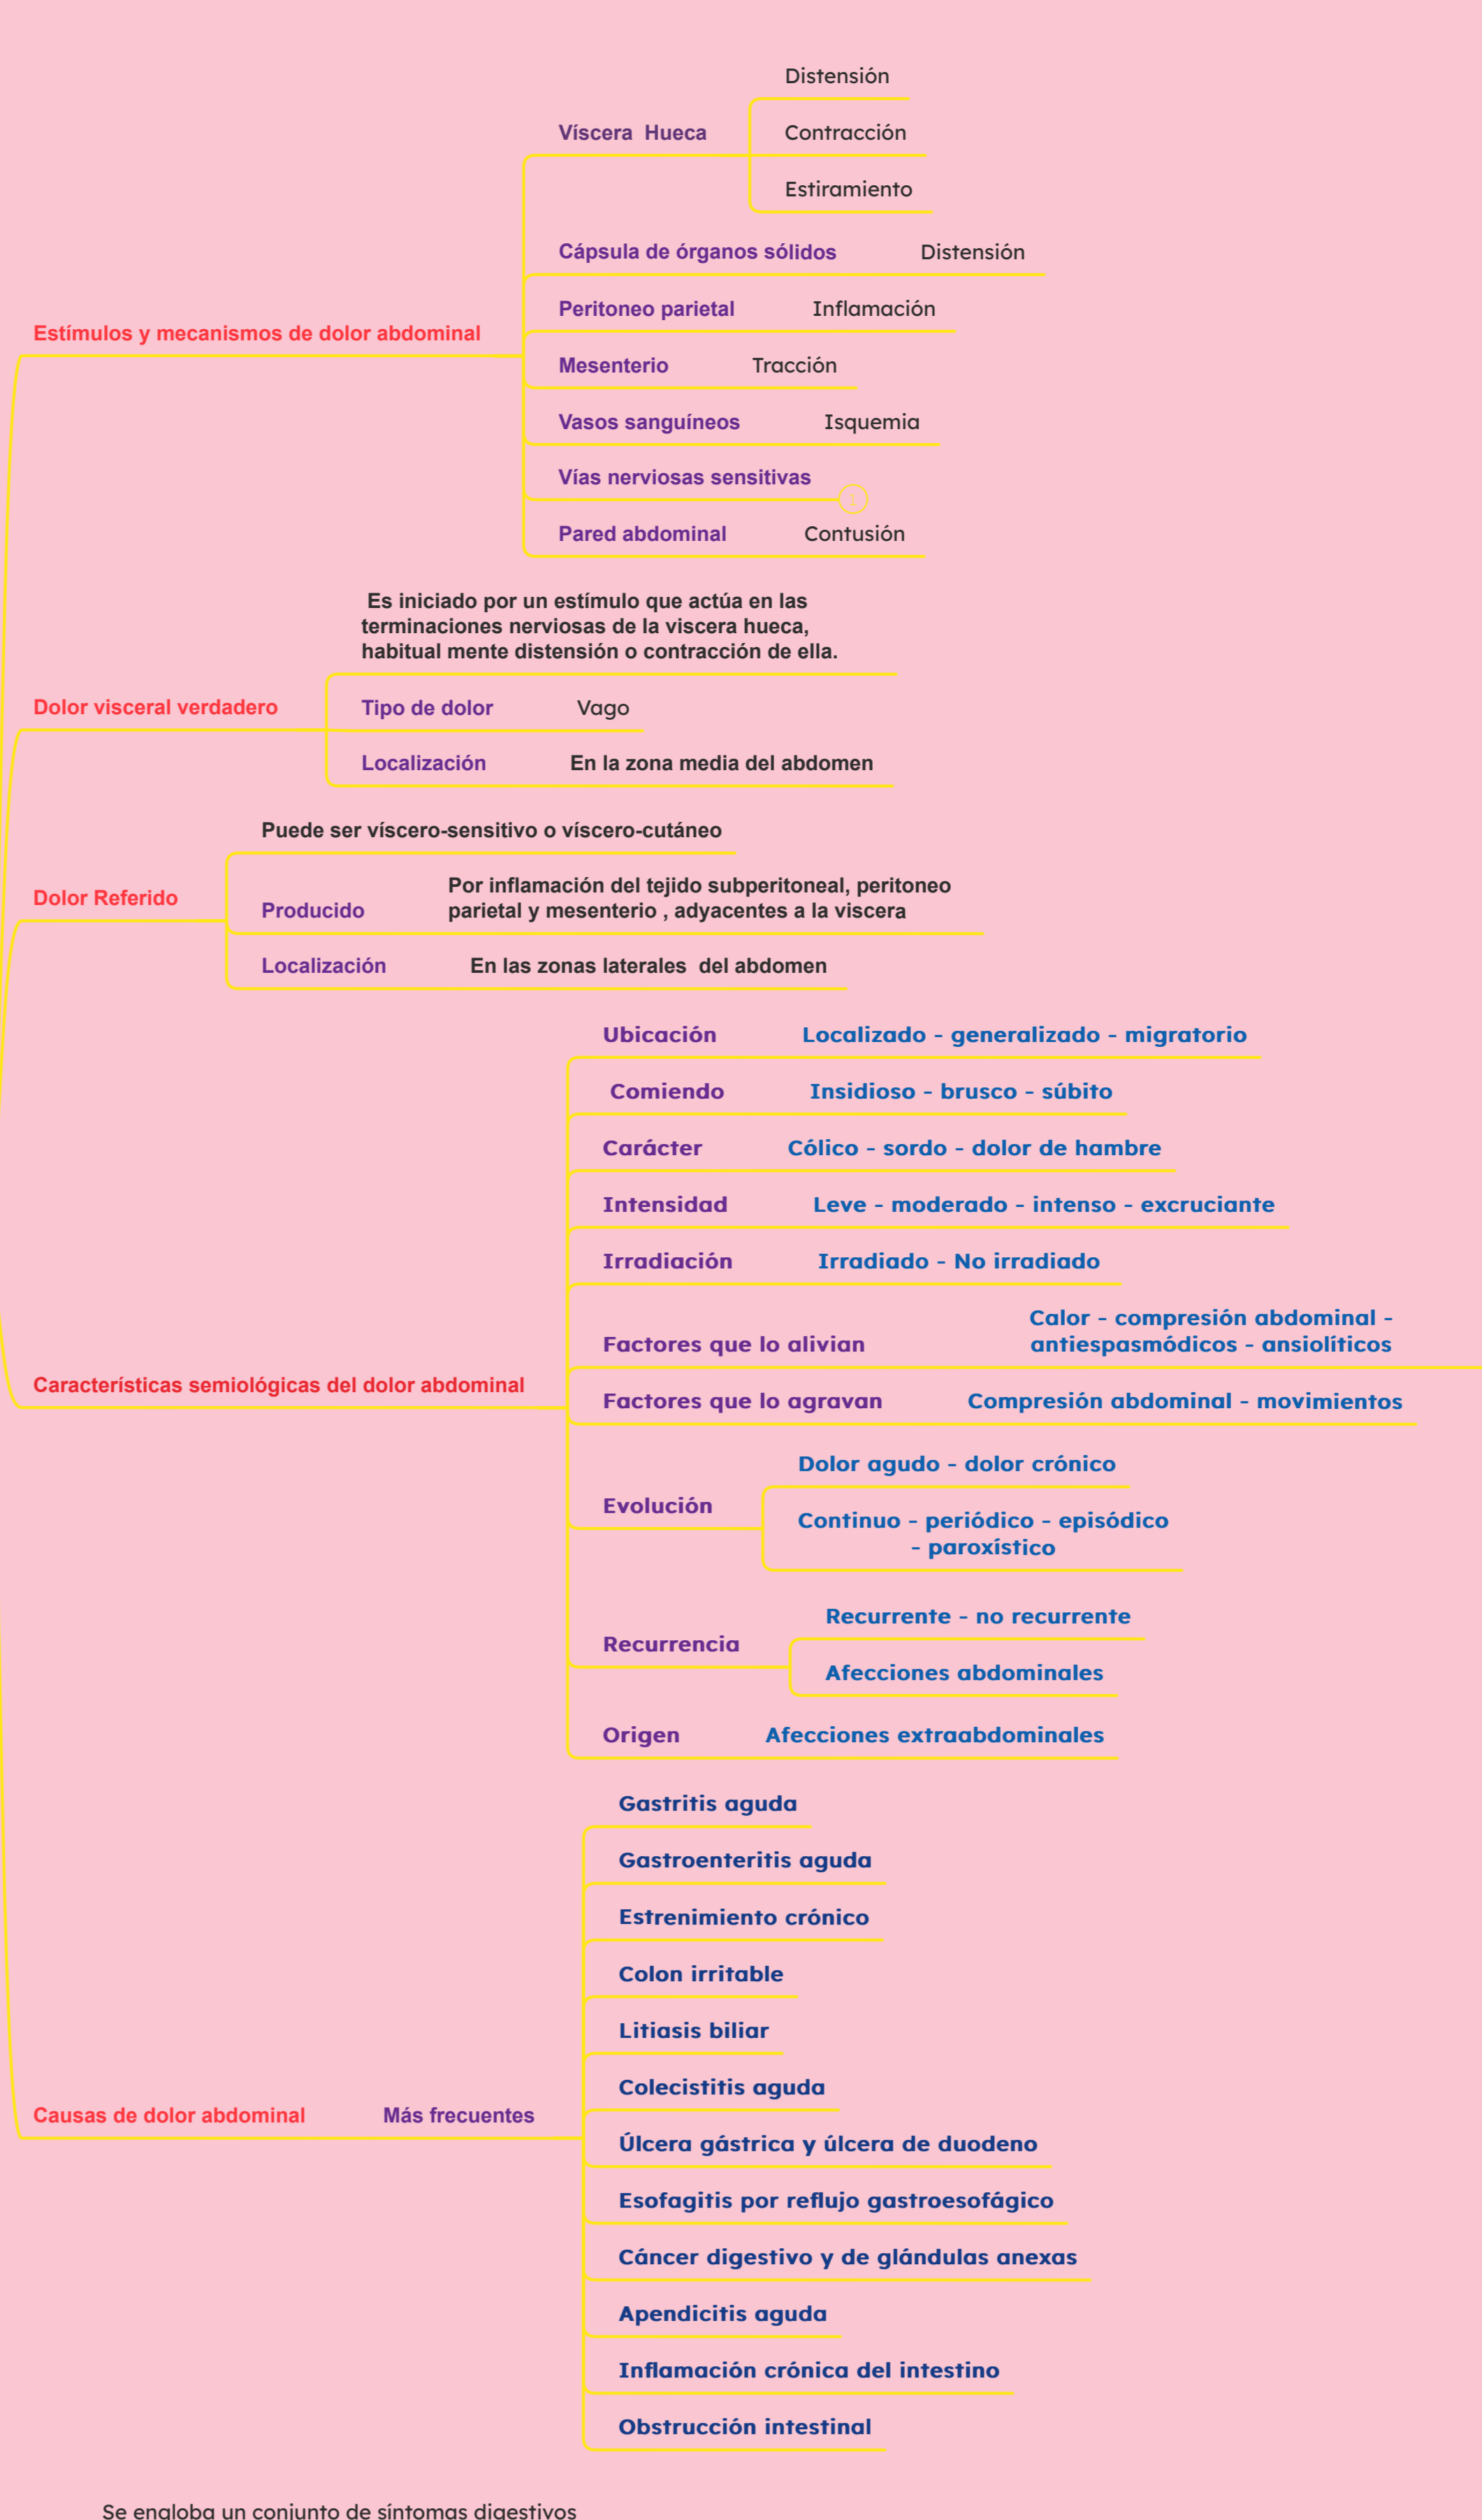 Distensión
Víscera  Hueca
Contracción
Estiramiento
Cápsula de órganos sólidos
Distensión
Peritoneo parietal
Inflamación
Estímulos y mecanismos de dolor abdominal
Mesenterio
Tracción
Vasos sanguíneos
Isquemia
Vías nerviosas sensitivas
Pared abdominal
Contusión
Es iniciado por un estímulo que actúa en las
terminaciones nerviosas de la viscera hueca,
habitual mente distensión o contracción de ella.
Dolor visceral verdadero
Tipo de dolor
Vago
Localización
En la zona media del abdomen
Puede ser víscero-sensitivo o víscero-cutáneo
Dolor Referido
Producido
Por inflamación del tejido subperitoneal, peritoneo
parietal y mesenterio , adyacentes a la viscera
Localización
En las zonas laterales  del abdomen
Ubicación
Localizado - generalizado - migratorio
Comiendo
Insidioso - brusco - súbito
Carácter
Cólico - sordo - dolor de hambre
Intensidad
Leve - moderado - intenso - excruciante
Irradiación
Irradiado - No irradiado
Factores que lo alivian
Calor - compresión abdominal -
antiespasmódicos - ansiolíticos
Características semiológicas del dolor abdominal
Factores que lo agravan
Compresión abdominal - movimientos
Evolución
Dolor agudo - dolor crónico
Continuo - periódico - episódico
- paroxístico
Recurrencia
Recurrente - no recurrente
Afecciones abdominales
Origen
Afecciones extraabdominales
Gastritis aguda
Gastroenteritis aguda
Estrenimiento crónico
Colon irritable
Litiasis biliar
Colecistitis aguda
Causas de dolor abdominal
Más frecuentes
Úlcera gástrica y úlcera de duodeno
Esofagitis por reflujo gastroesofágico
Cáncer digestivo y de glándulas anexas
Apendicitis aguda
Inflamación crónica del intestino
Obstrucción intestinal
Se engloba un conjunto de síntomas digestivos